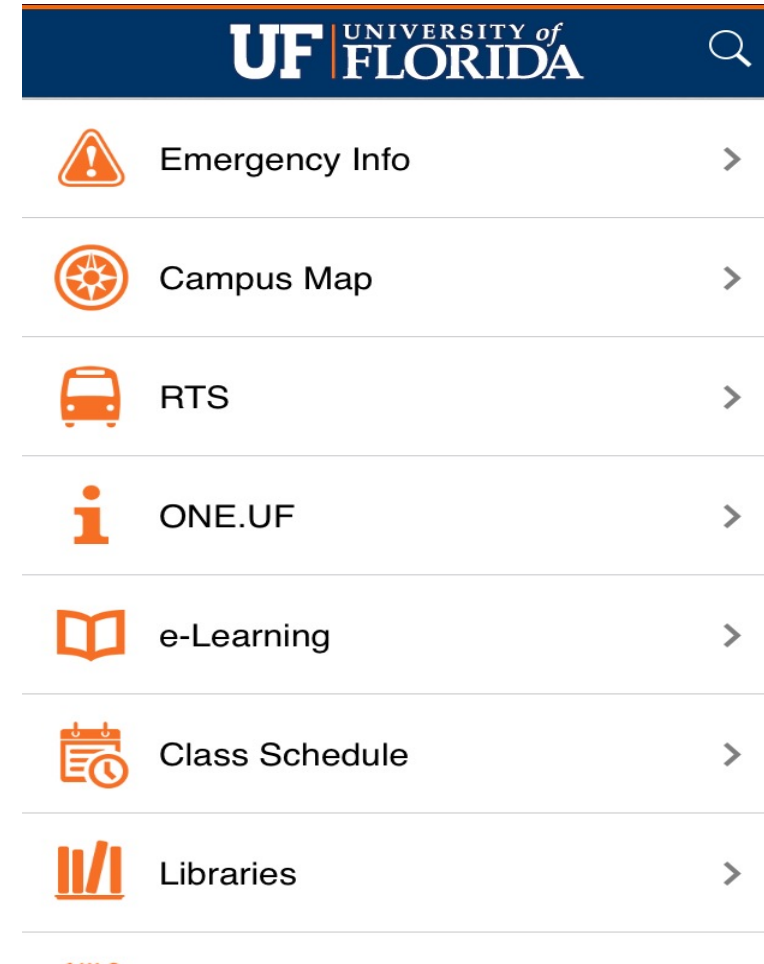 UF UNIVERSITY of
FLORIDA
Emergency Info
Campus Map
RTS
ONE.UF
e-Learning
Class Schedule
Libraries